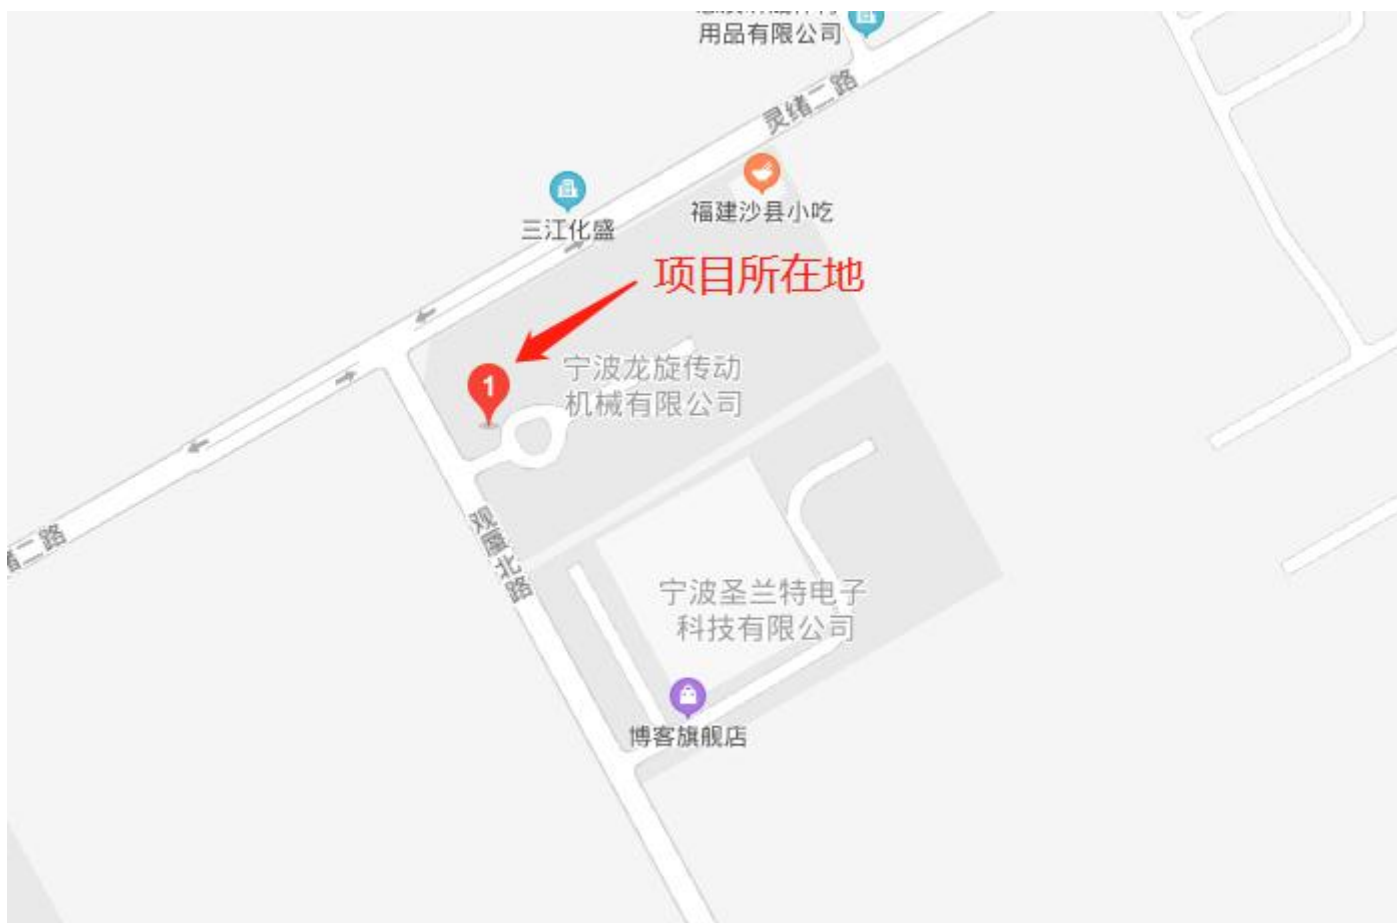 用品有限公司
灵绪二路
福建沙县小吃
三江化盛
项目所在地
宁波龙旋传动
机械有限公司
1
观厘北路
绪二路
宁波圣兰特电子
科技有限公司
博客旗舰店